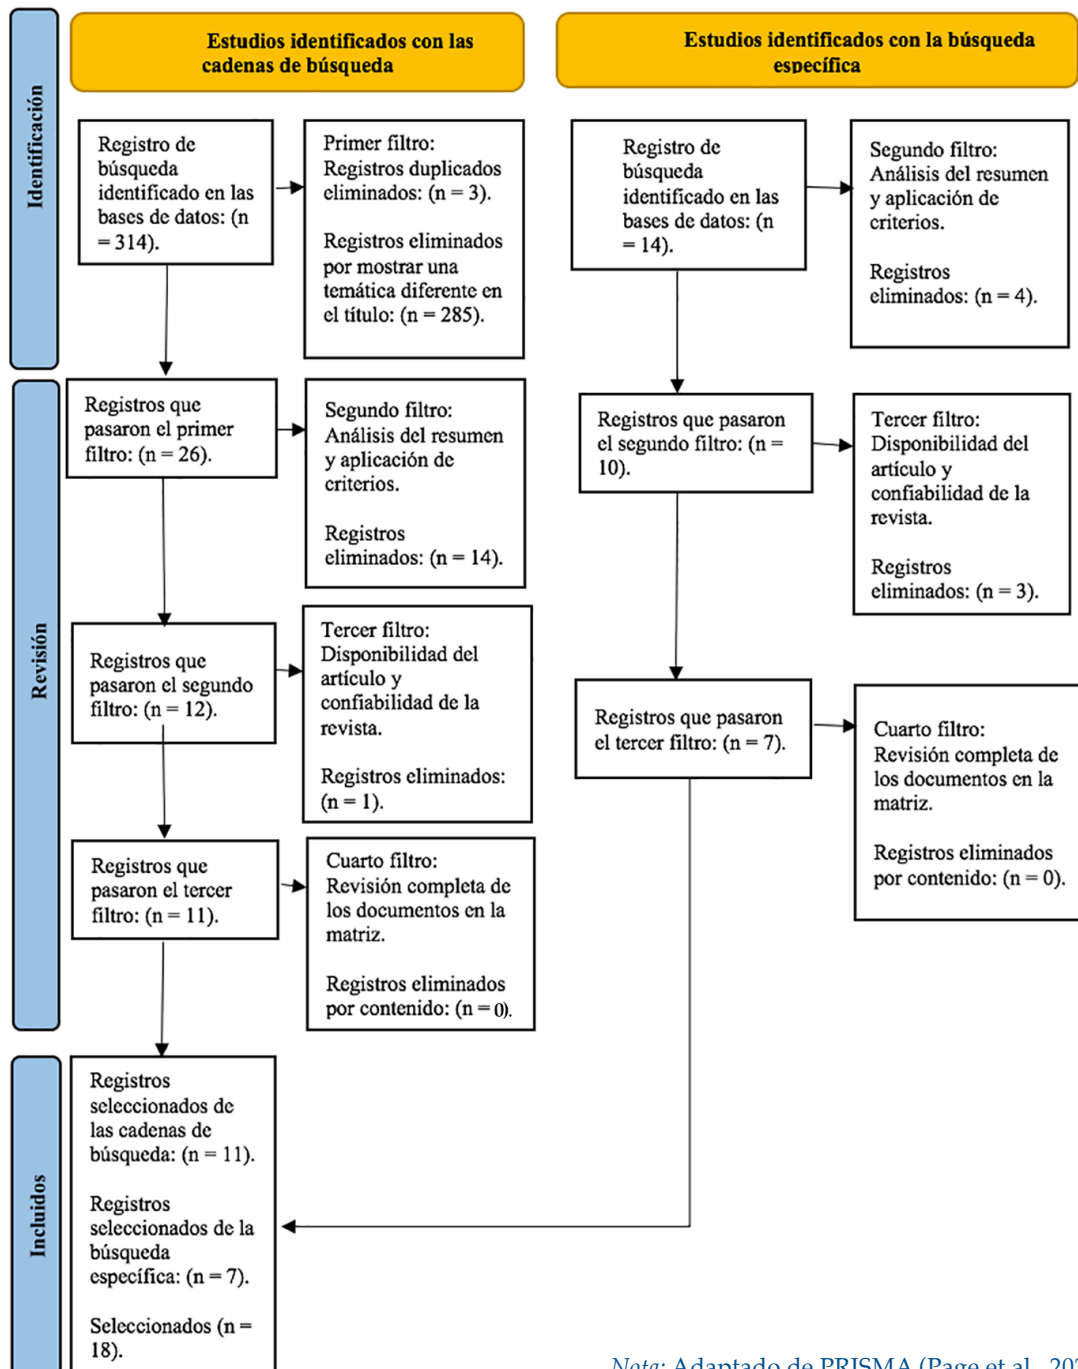 Identificación
Estudios identificados con las
cadenas de búsqueda
Estudios identificados con la búsqueda
específica
Registro de
búsqueda
identificado en las
bases de datos: (n
= 314).
Primer filtro:
Registros duplicados
eliminados: (n = 3).
Registros eliminados
por mostrar una
temática diferente en
el título: (n = 285).
Registro de
búsqueda
identificado en las
bases de datos: (n
= 14).
Segundo filtro:
Análisis del resumen
y aplicación de
criterios.
Registros
eliminados: (n = 4).
Revisión
Registros que
pasaron el primer
filtro: (n = 26).
Segundo filtro:
Análisis del resumen
y aplicación de
criterios.
Registros
eliminados: (n = 14).
Registros que pasaron
el segundo filtro: (n =
10).
Tercer filtro:
Disponibilidad del
artículo y
confiabilidad de la
revista.
Registros
eliminados: (n = 3).
Registros que
pasaron el segundo
filtro: (n = 12).
Tercer filtro:
Disponibilidad del
artículo y
confiabilidad de la
revista.
Registros eliminados:
(n = 1).
Registros que pasaron
el tercer filtro: (n = 7).
Cuarto filtro:
Revisión completa de
los documentos en la
matriz.
Registros eliminados
por contenido: (n = 0).
Registros que
pasaron el tercer
filtro: (n = 11).
Cuarto filtro:
Revisión completa de
los documentos en la
matriz.
Registros eliminados
por contenido: (n = 0).
Incluidos
Registros
seleccionados de
las cadenas de
búsqueda: (n = 11).
Registros
seleccionados de la
búsqueda
específica: (n = 7).
Seleccionados (n =
18).
Nota: Adaptado de PRISMA (Page et al., 202